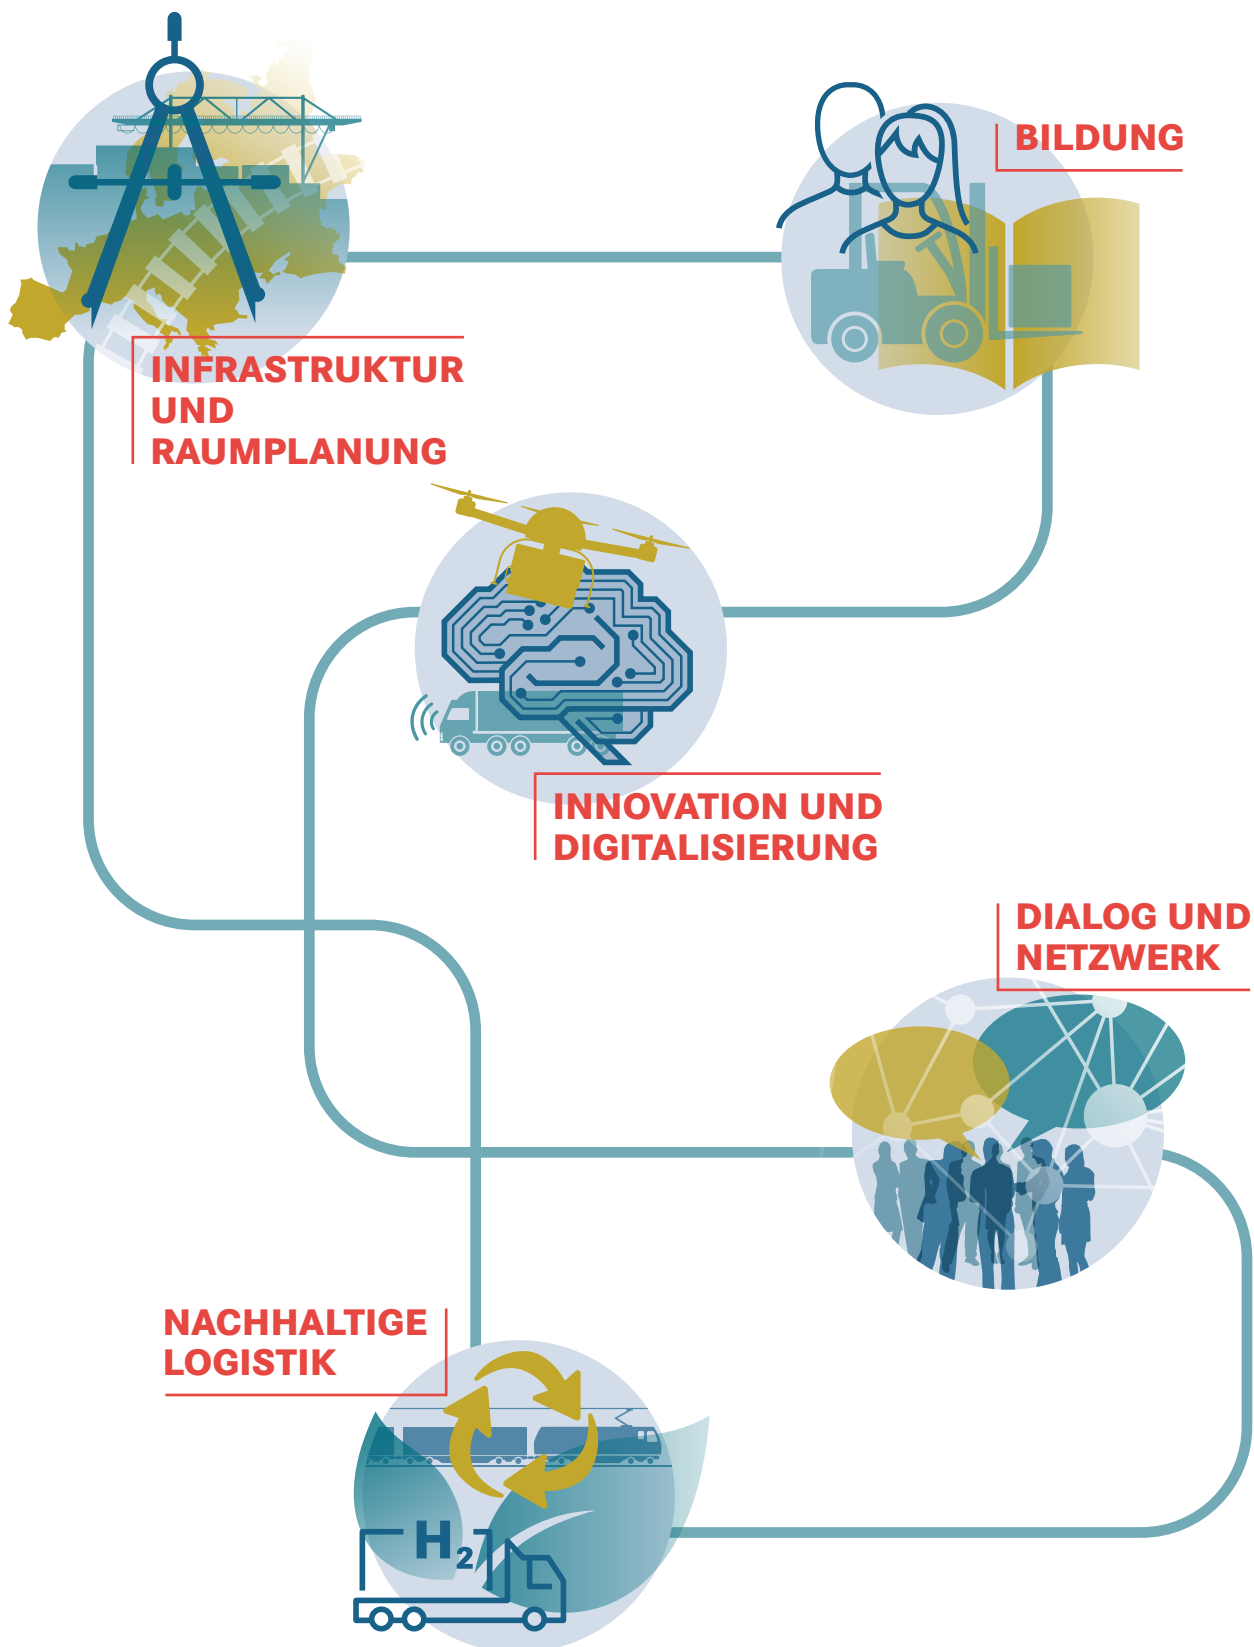 BILDUNG
INFRASTRUKTUR
UND
RAUMPLANUNG
INNOVATION UND
DIGITALISIERUNG
DIALOG UND
NETZWERK
NACHHALTIGE
LOGISTIK
H2